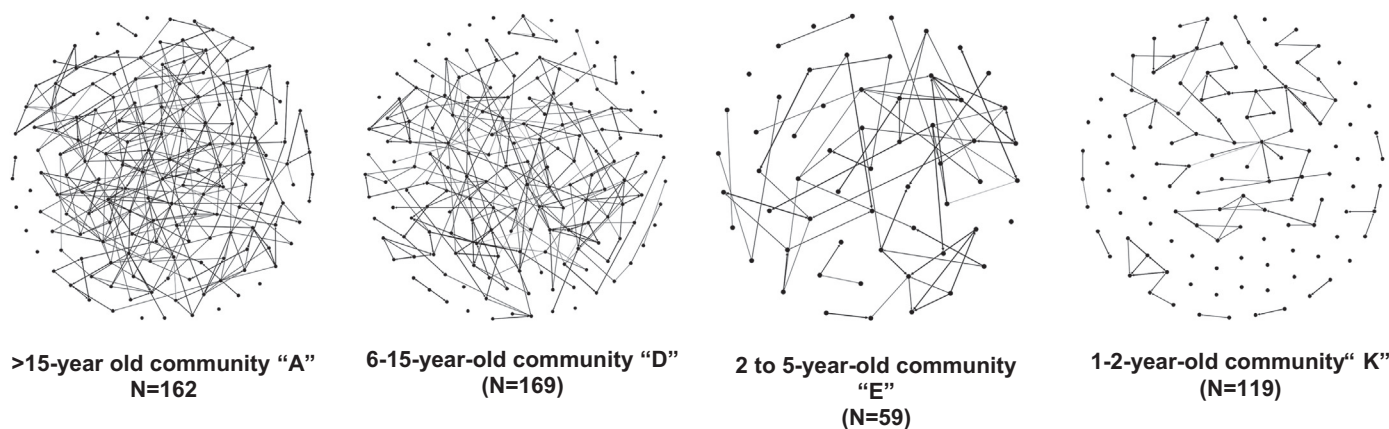 >15-year old community “A”
N=162
6-15-year-old community “D”
(N=169)
2 to 5-year-old community
“E”
(N=59)
1-2-year-old community“ K”
(N=119)